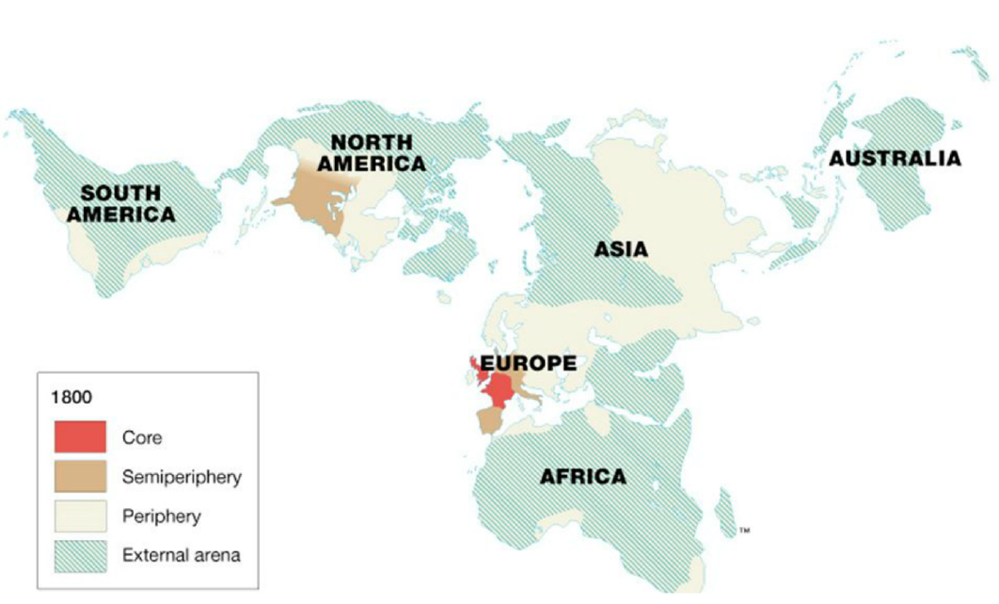 NORTH
AMERICA
AUSTRALIA
SOUTH
AMERICA
ASIA
EUROPE
AFRICA
TM
1800
Core
Semiperiphery
Periphery
External arena